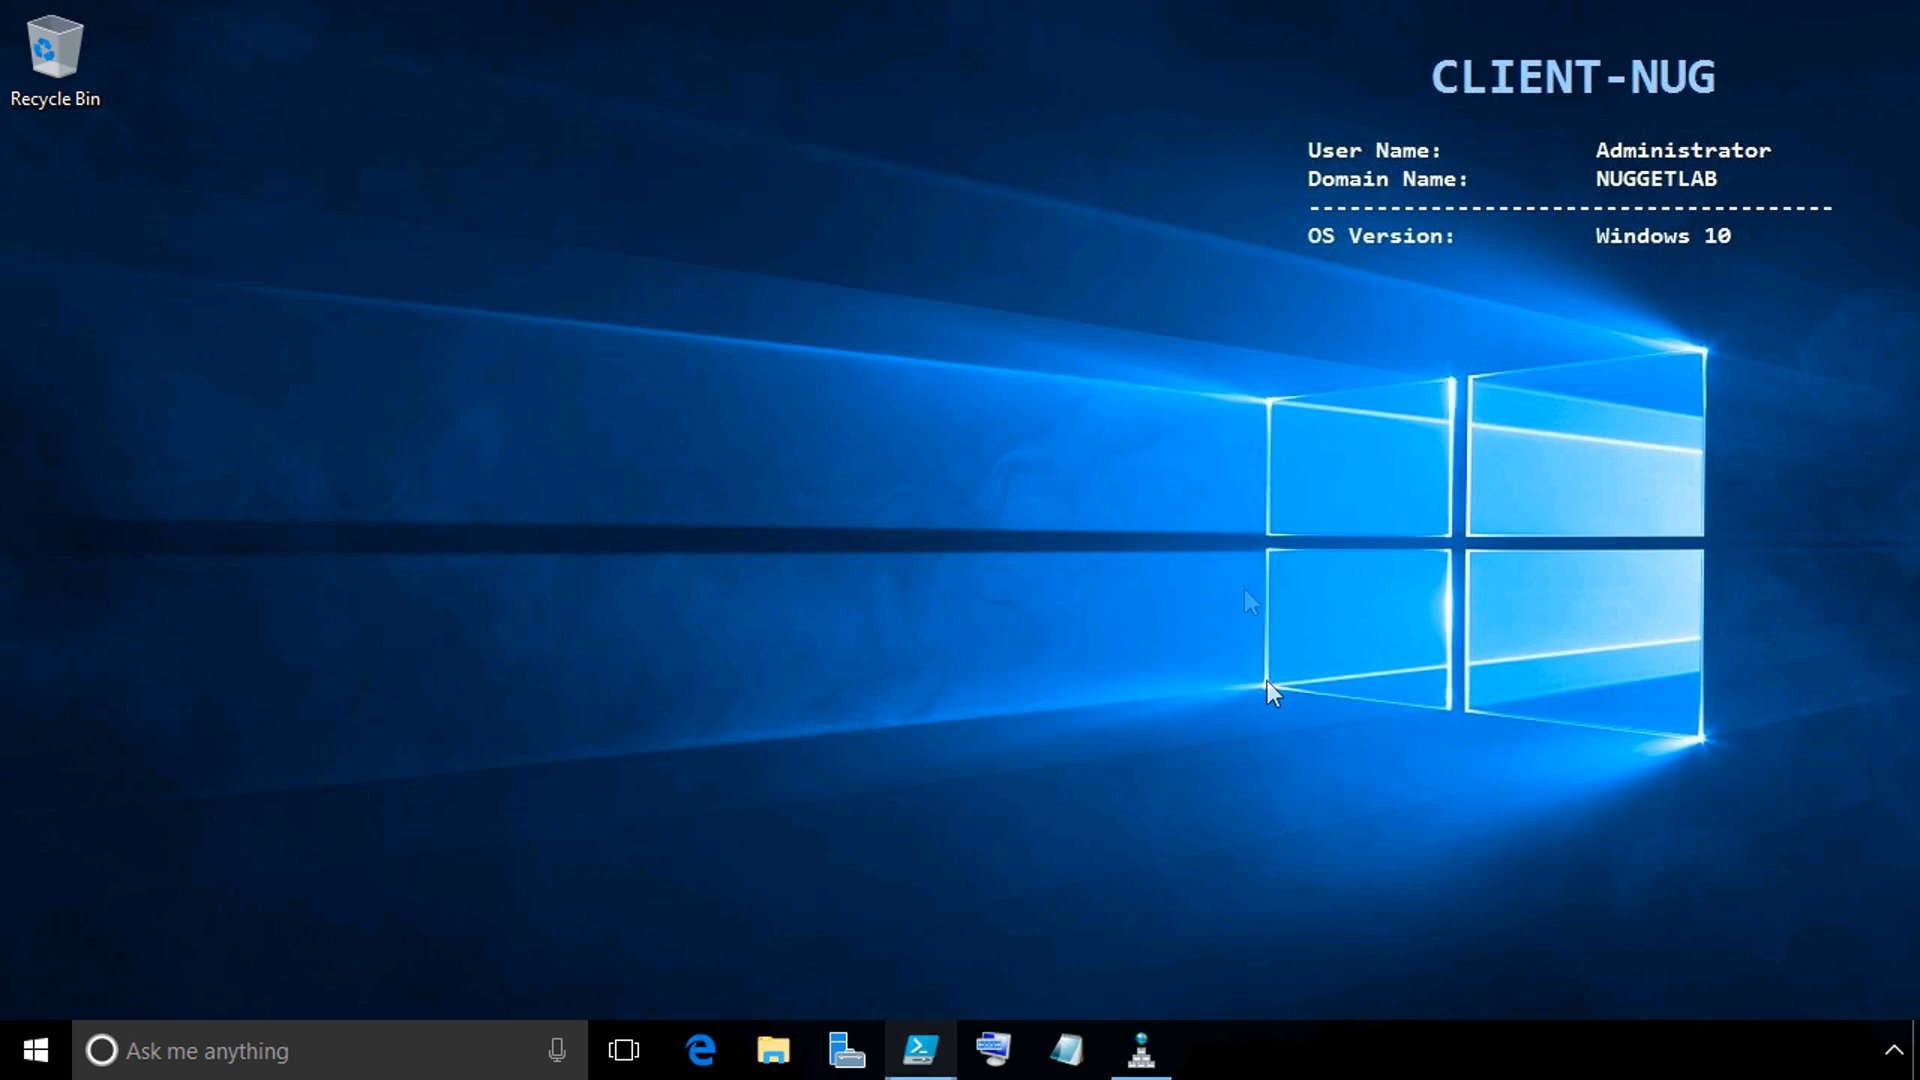 Recycle Bin
CLIENT-NUG
User Name: Administrator
Domain Name: NUGGETLAB
---------------------------------------
OS Version: Windows 10
Ask me anything